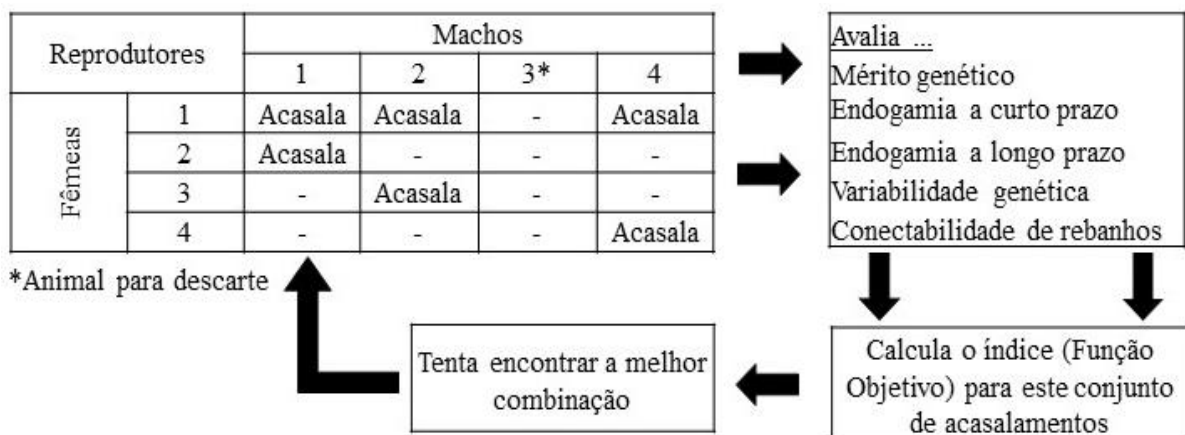 Reprodutores
Machos
1 2 3* 4
Fêmeas
1 Acasala Acasala - Acasala
2 Acasala - - -
3 - Acasala - -
4 - - - Acasala
*Animal para descarte
Avalia ...
Mérito genético
Endogamia a curto prazo
Endogamia a longo prazo
Variabilidade genética
Conectabilidade de rebanhos
Tenta encontrar a melhor
combinação
Calcula o índice (Função
Objetivo) para este conjunto
de acasalamentos